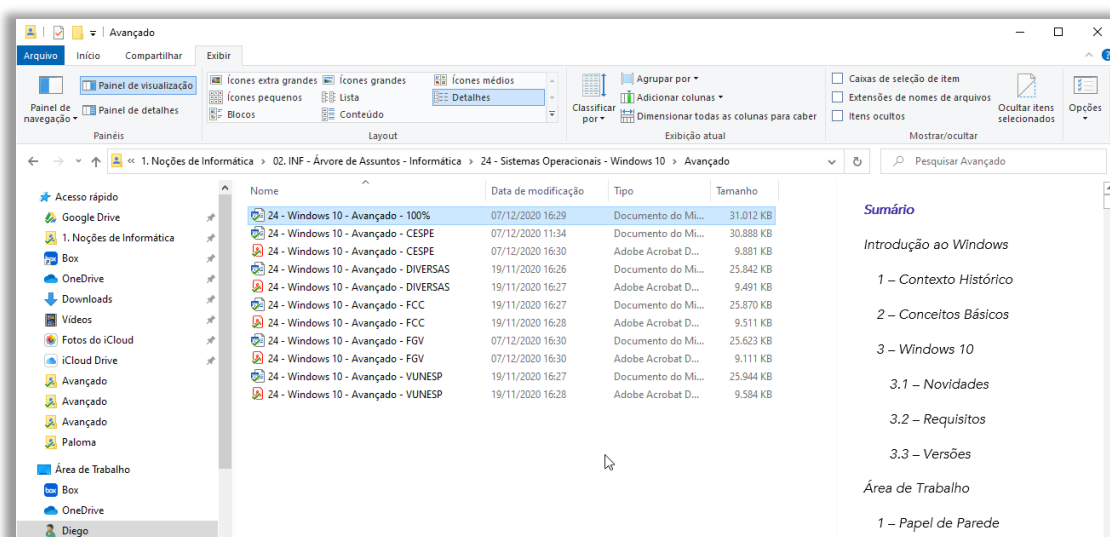 Avançado
Arquivo Início Compartilhar Exibir
Painel de navegação
Painel de visualização
Painel de detalhes
Painéis
Ícones extra grandes Ícones grandes Ícones médios
Ícones pequenos Lista Detalhes
Blocos Conteúdo
Layout
Classificar por
Agrupar por
Adicionar colunas
Dimensionar todas as colunas para caber
Exibição atual
Caixas de seleção de item
Extensões de nomes de arquivos
Itens ocultos
Ocultar itens selecionados
Mostrar/ocultar
Opções
« 1. Noções de Informática › 02. INF - Árvore de Assuntos - Informática › 24 - Sistemas Operacionais - Windows 10 › Avançado
Pesquisar Avançado
Acesso rápido
Google Drive
1. Noções de Informática
box Box
OneDrive
Downloads
Vídeos
Fotos do iCloud
iCloud Drive
Avançado
Avançado
Avançado
Paloma
Área de Trabalho
box Box
OneDrive
Diego
Nome Data de modificação Tipo Tamanho
24 - Windows 10 - Avançado - 100% 07/12/2020 16:29 Documento do Mi... 31.012 KB
24 - Windows 10 - Avançado - CESPE 07/12/2020 11:34 Documento do Mi... 30.888 KB
24 - Windows 10 - Avançado - CESPE 07/12/2020 16:30 Adobe Acrobat D... 9.881 KB
24 - Windows 10 - Avançado - DIVERSAS 19/11/2020 16:26 Documento do Mi... 25.842 KB
24 - Windows 10 - Avançado - DIVERSAS 19/11/2020 16:27 Adobe Acrobat D... 9.491 KB
24 - Windows 10 - Avançado - FCC 19/11/2020 16:27 Documento do Mi... 25.870 KB
24 - Windows 10 - Avançado - FCC 19/11/2020 16:28 Adobe Acrobat D... 9.511 KB
24 - Windows 10 - Avançado - FGV 07/12/2020 16:30 Documento do Mi... 25.623 KB
24 - Windows 10 - Avançado - FGV 07/12/2020 16:30 Adobe Acrobat D... 9.111 KB
24 - Windows 10 - Avançado - VUNESP 19/11/2020 16:27 Documento do Mi... 25.944 KB
24 - Windows 10 - Avançado - VUNESP 19/11/2020 16:28 Adobe Acrobat D... 9.584 KB
Sumário
Introdução ao Windows
1 – Contexto Histórico
2 – Conceitos Básicos
3 – Windows 10
3.1 – Novidades
3.2 – Requisitos
3.3 – Versões
Área de Trabalho
1 – Papel de Parede